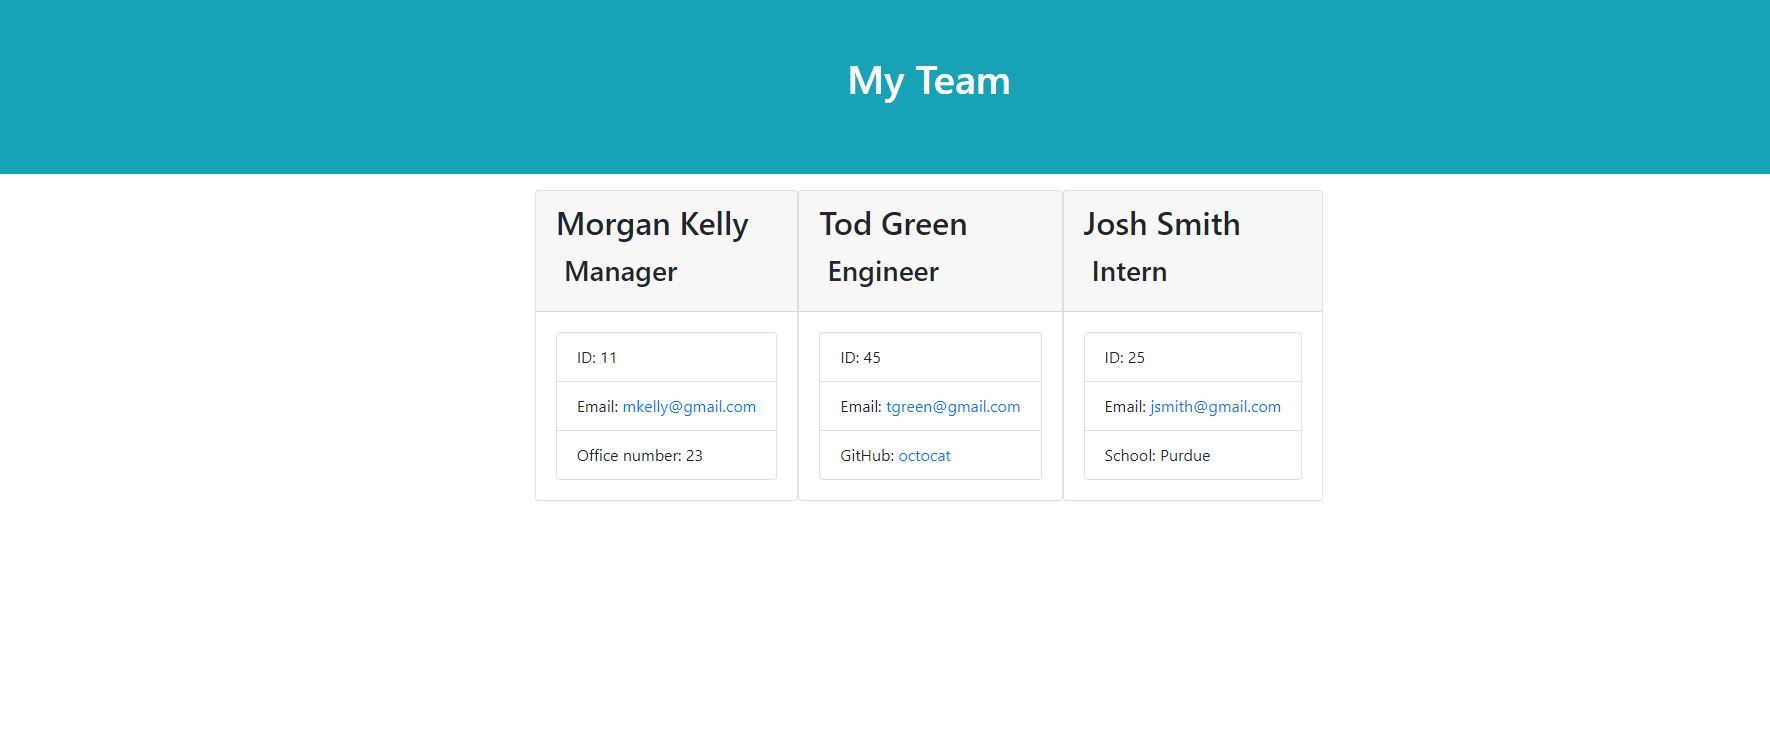 My Team
Morgan Kelly
Manager
ID: 11
Email: mkelly@gmail.com
Office number: 23
Tod Green
Engineer
ID: 45
Email: tgreen@gmail.com
GitHub: octocat
Josh Smith
Intern
ID: 25
Email: jsmith@gmail.com
School: Purdue